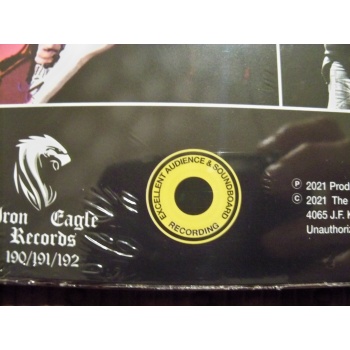 Iron Eagle
Records
190/191/192
EXCELLENT AUDIENCE & SOUNDBOARD
RECORDING
Ⓟ 2021 Prod
© 2021 The
4065 J.F. K
Unauthoriz